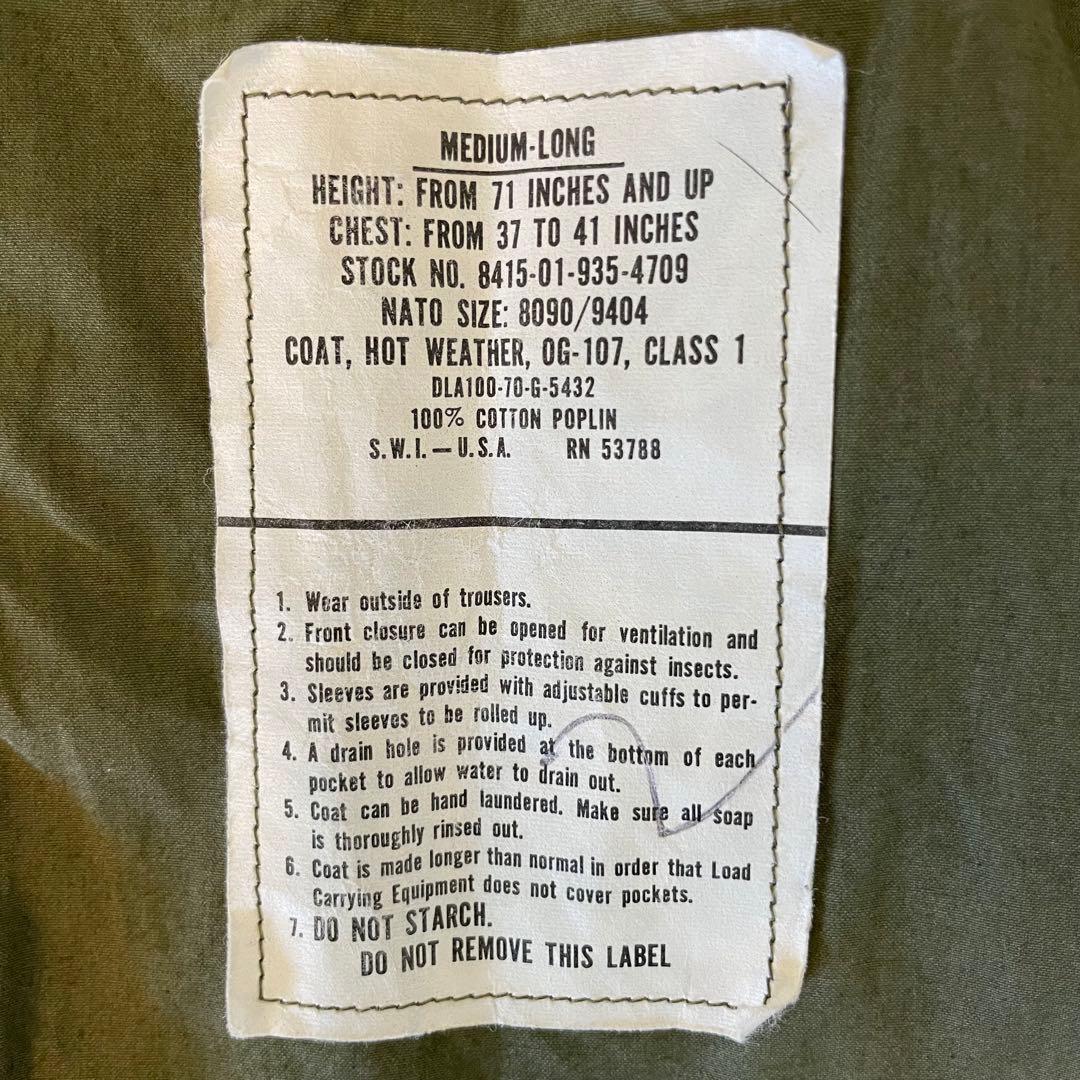 MEDIUM-LONG
HEIGHT: FROM 71 INCHES AND UP
CHEST: FROM 37 TO 41 INCHES
STOCK NO. 8415-01-935-4709
NATO SIZE: 8090/9404
COAT, HOT WEATHER, OG-107, CLASS 1
DLA100-70-G-5432
100% COTTON POPLIN
S.W.I.—U.S.A. RN 53788
1. Wear outside of trousers.
2. Front closure can be opened for ventilation and
should be closed for protection against insects.
3. Sleeves are provided with adjustable cuffs to per-
mit sleeves to be rolled up.
4. A drain hole is provided at the bottom of each
pocket to allow water to drain out.
5. Coat can be hand laundered. Make sure all soap
is thoroughly rinsed out.
6. Coat is made longer than normal in order that Load
Carrying Equipment does not cover pockets.
7. DO NOT STARCH.
DO NOT REMOVE THIS LABEL